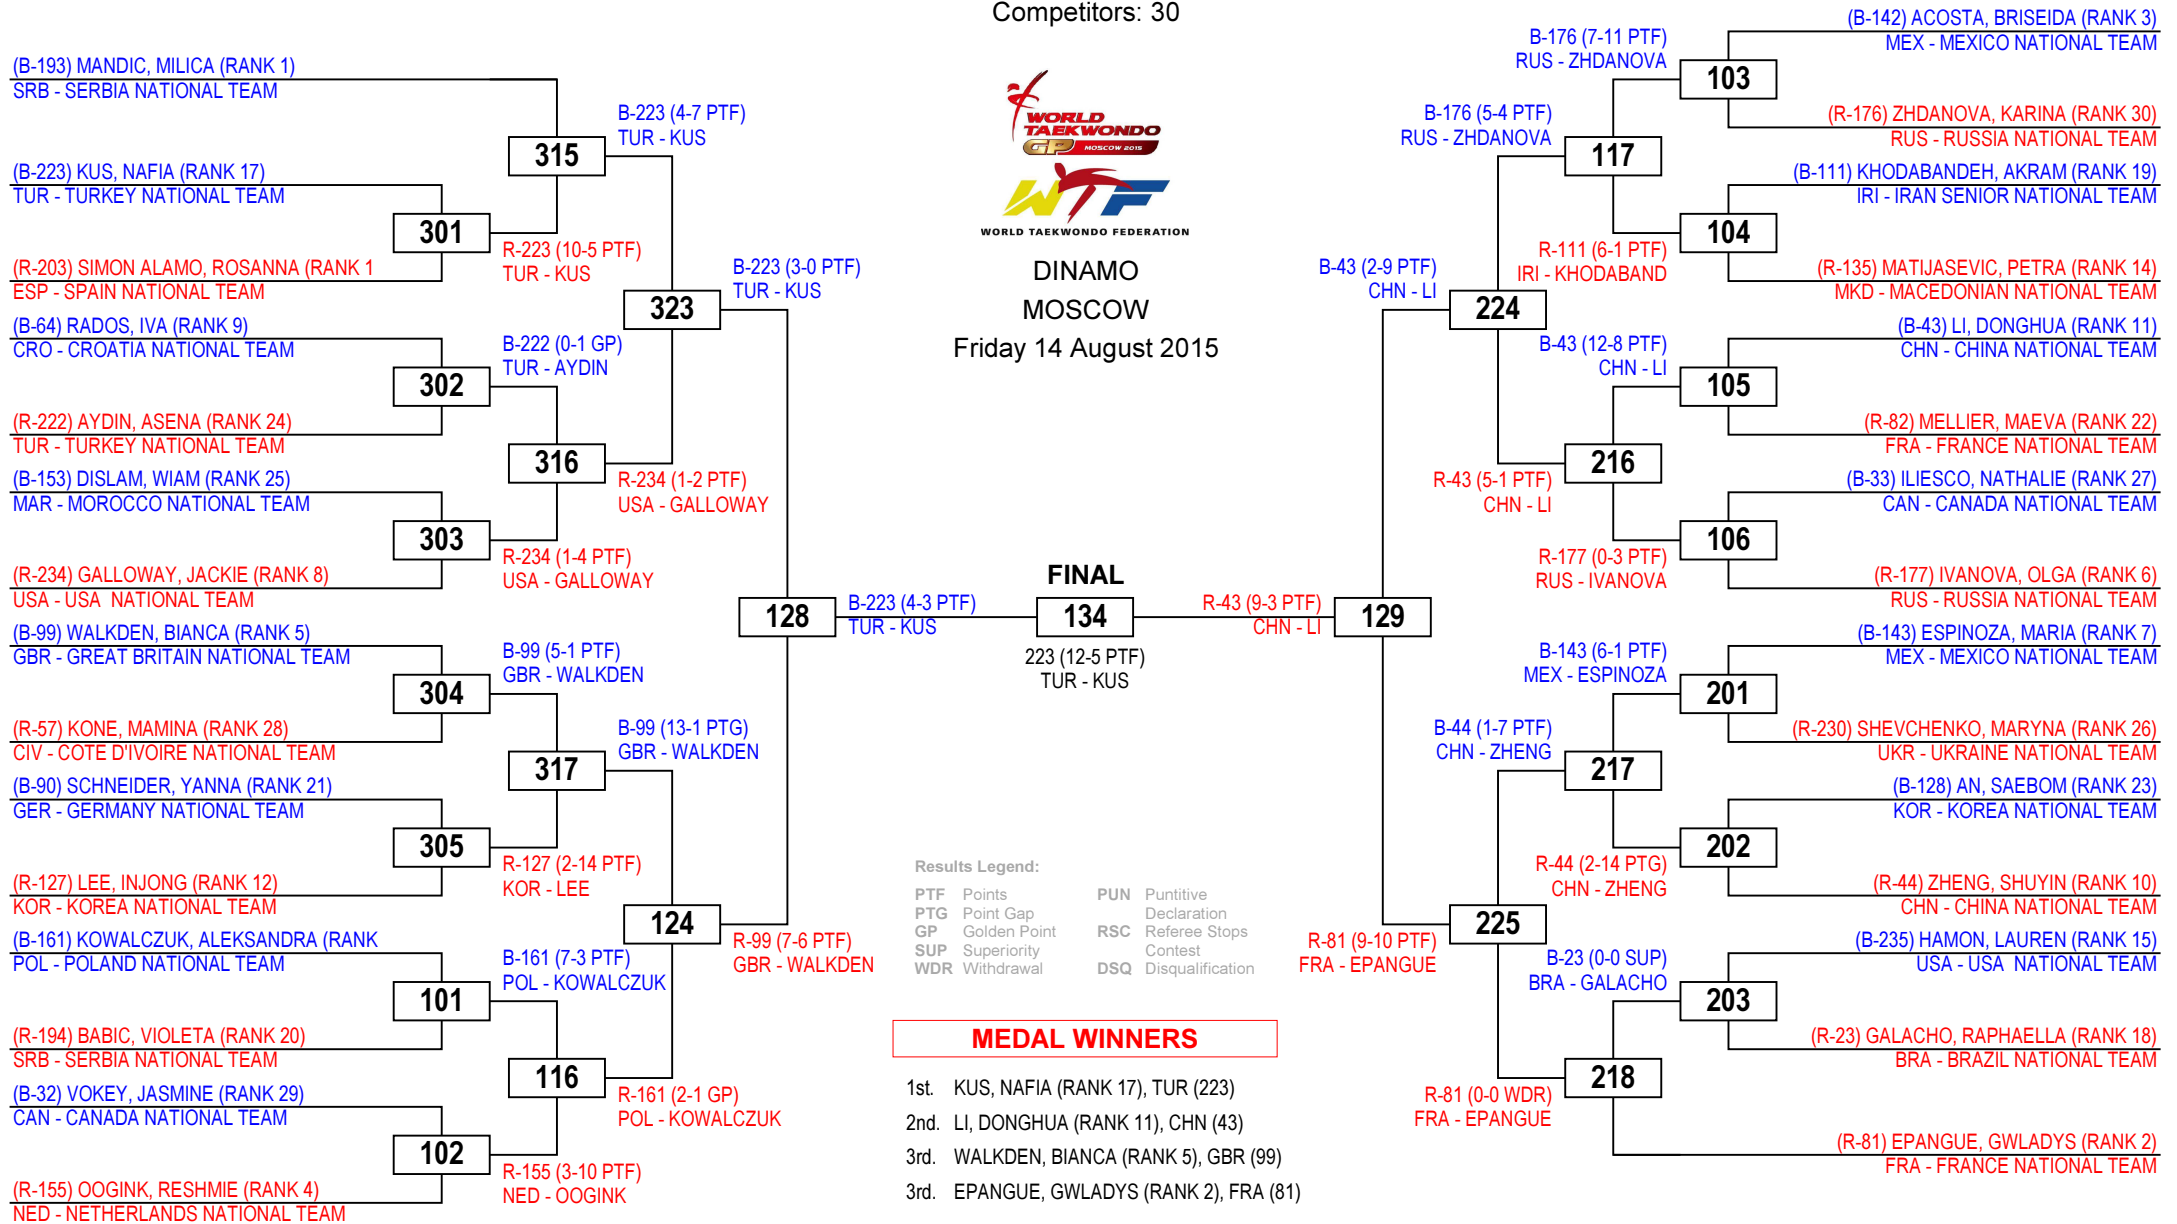 Competitors: 30
WORLD
TAEKWONDO
GP MOSCOW 2015
WTF
WORLD TAEKWONDO FEDERATION
DINAMO
MOSCOW
Friday 14 August 2015
(B-193) MANDIC, MILICA (RANK 1)
SRB - SERBIA NATIONAL TEAM
(B-223) KUS, NAFIA (RANK 17)
TUR - TURKEY NATIONAL TEAM
(R-203) SIMON ALAMO, ROSANNA (RANK 1
ESP - SPAIN NATIONAL TEAM
(B-64) RADOS, IVA (RANK 9)
CRO - CROATIA NATIONAL TEAM
(R-222) AYDIN, ASENA (RANK 24)
TUR - TURKEY NATIONAL TEAM
(B-153) DISLAM, WIAM (RANK 25)
MAR - MOROCCO NATIONAL TEAM
(R-234) GALLOWAY, JACKIE (RANK 8)
USA - USA NATIONAL TEAM
(B-99) WALKDEN, BIANCA (RANK 5)
GBR - GREAT BRITAIN NATIONAL TEAM
(R-57) KONE, MAMINA (RANK 28)
CIV - COTE D'IVOIRE NATIONAL TEAM
(B-90) SCHNEIDER, YANNA (RANK 21)
GER - GERMANY NATIONAL TEAM
(R-127) LEE, INJONG (RANK 12)
KOR - KOREA NATIONAL TEAM
(B-161) KOWALCZUK, ALEKSANDRA (RANK
POL - POLAND NATIONAL TEAM
(R-194) BABIC, VIOLETA (RANK 20)
SRB - SERBIA NATIONAL TEAM
(B-32) VOKEY, JASMINE (RANK 29)
CAN - CANADA NATIONAL TEAM
(R-155) OOGINK, RESHMIE (RANK 4)
NED - NETHERLANDS NATIONAL TEAM
301
302
303
304
305
101
102
R-223 (10-5 PTF)
TUR - KUS
B-222 (0-1 GP)
TUR - AYDIN
R-234 (1-4 PTF)
USA - GALLOWAY
B-99 (5-1 PTF)
GBR - WALKDEN
R-127 (2-14 PTF)
KOR - LEE
B-161 (7-3 PTF)
POL - KOWALCZUK
R-155 (3-10 PTF)
NED - OOGINK
315
316
317
116
B-223 (4-7 PTF)
TUR - KUS
R-234 (1-2 PTF)
USA - GALLOWAY
B-99 (13-1 PTG)
GBR - WALKDEN
R-161 (2-1 GP)
POL - KOWALCZUK
323
124
B-223 (3-0 PTF)
TUR - KUS
R-99 (7-6 PTF)
GBR - WALKDEN
128
B-223 (4-3 PTF)
TUR - KUS
FINAL
134
223 (12-5 PTF)
TUR - KUS
R-43 (9-3 PTF)
CHN - LI
129
B-43 (2-9 PTF)
CHN - LI
R-81 (9-10 PTF)
FRA - EPANGUE
224
225
B-176 (5-4 PTF)
RUS - ZHDANOVA
R-43 (5-1 PTF)
CHN - LI
B-44 (1-7 PTF)
CHN - ZHENG
R-81 (0-0 WDR)
FRA - EPANGUE
117
216
217
218
B-176 (7-11 PTF)
RUS - ZHDANOVA
R-111 (6-1 PTF)
IRI - KHODABAND
B-43 (12-8 PTF)
CHN - LI
R-177 (0-3 PTF)
RUS - IVANOVA
B-143 (6-1 PTF)
MEX - ESPINOZA
R-44 (2-14 PTG)
CHN - ZHENG
B-23 (0-0 SUP)
BRA - GALACHO
103
104
105
106
201
202
203
(B-142) ACOSTA, BRISEIDA (RANK 3)
MEX - MEXICO NATIONAL TEAM
(R-176) ZHDANOVA, KARINA (RANK 30)
RUS - RUSSIA NATIONAL TEAM
(B-111) KHODABANDEH, AKRAM (RANK 19)
IRI - IRAN SENIOR NATIONAL TEAM
(R-135) MATIJASEVIC, PETRA (RANK 14)
MKD - MACEDONIAN NATIONAL TEAM
(B-43) LI, DONGHUA (RANK 11)
CHN - CHINA NATIONAL TEAM
(R-82) MELLIER, MAEVA (RANK 22)
FRA - FRANCE NATIONAL TEAM
(B-33) ILIESCO, NATHALIE (RANK 27)
CAN - CANADA NATIONAL TEAM
(R-177) IVANOVA, OLGA (RANK 6)
RUS - RUSSIA NATIONAL TEAM
(B-143) ESPINOZA, MARIA (RANK 7)
MEX - MEXICO NATIONAL TEAM
(R-230) SHEVCHENKO, MARYNA (RANK 26)
UKR - UKRAINE NATIONAL TEAM
(B-128) AN, SAEBOM (RANK 23)
KOR - KOREA NATIONAL TEAM
(R-44) ZHENG, SHUYIN (RANK 10)
CHN - CHINA NATIONAL TEAM
(B-235) HAMON, LAUREN (RANK 15)
USA - USA NATIONAL TEAM
(R-23) GALACHO, RAPHAELLA (RANK 18)
BRA - BRAZIL NATIONAL TEAM
(R-81) EPANGUE, GWLADYS (RANK 2)
FRA - FRANCE NATIONAL TEAM
Results Legend:
PTF Points
PTG Point Gap
GP Golden Point
SUP Superiority
WDR Withdrawal
PUN Puntitive
Declaration
RSC Referee Stops
Contest
DSQ Disqualification
MEDAL WINNERS
1st. KUS, NAFIA (RANK 17), TUR (223)
2nd. LI, DONGHUA (RANK 11), CHN (43)
3rd. WALKDEN, BIANCA (RANK 5), GBR (99)
3rd. EPANGUE, GWLADYS (RANK 2), FRA (81)